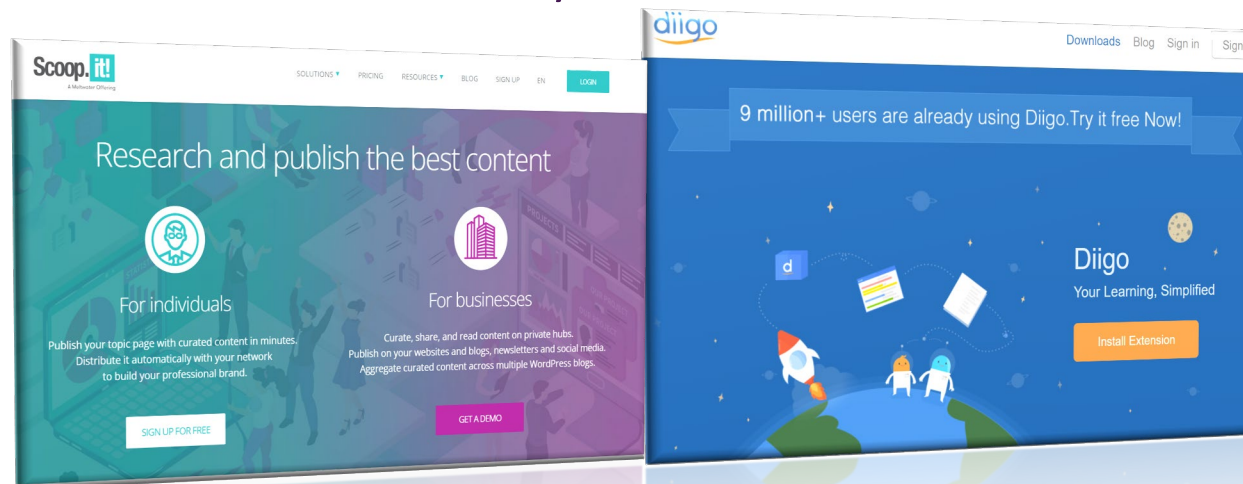 Scoop.it!
A Meltwater Offering
SOLUTIONS PRICING RESOURCES BLOG SIGN UP EN LOGIN
Research and publish the best content
For individuals
Publish your topic page with curated content in minutes.
Distribute it automatically with your network
to build your professional brand.
SIGN UP FOR FREE
For businesses
Curate, share, and read content on private hubs.
Publish on your websites and blogs, newsletters and social media.
Aggregate curated content across multiple WordPress blogs.
GET A DEMO
PROJECTS
diigo
Downloads Blog Sign in Sign
9 million+ users are already using Diigo.Try it free Now!
d
Diigo
Your Learning, Simplified
Install Extension